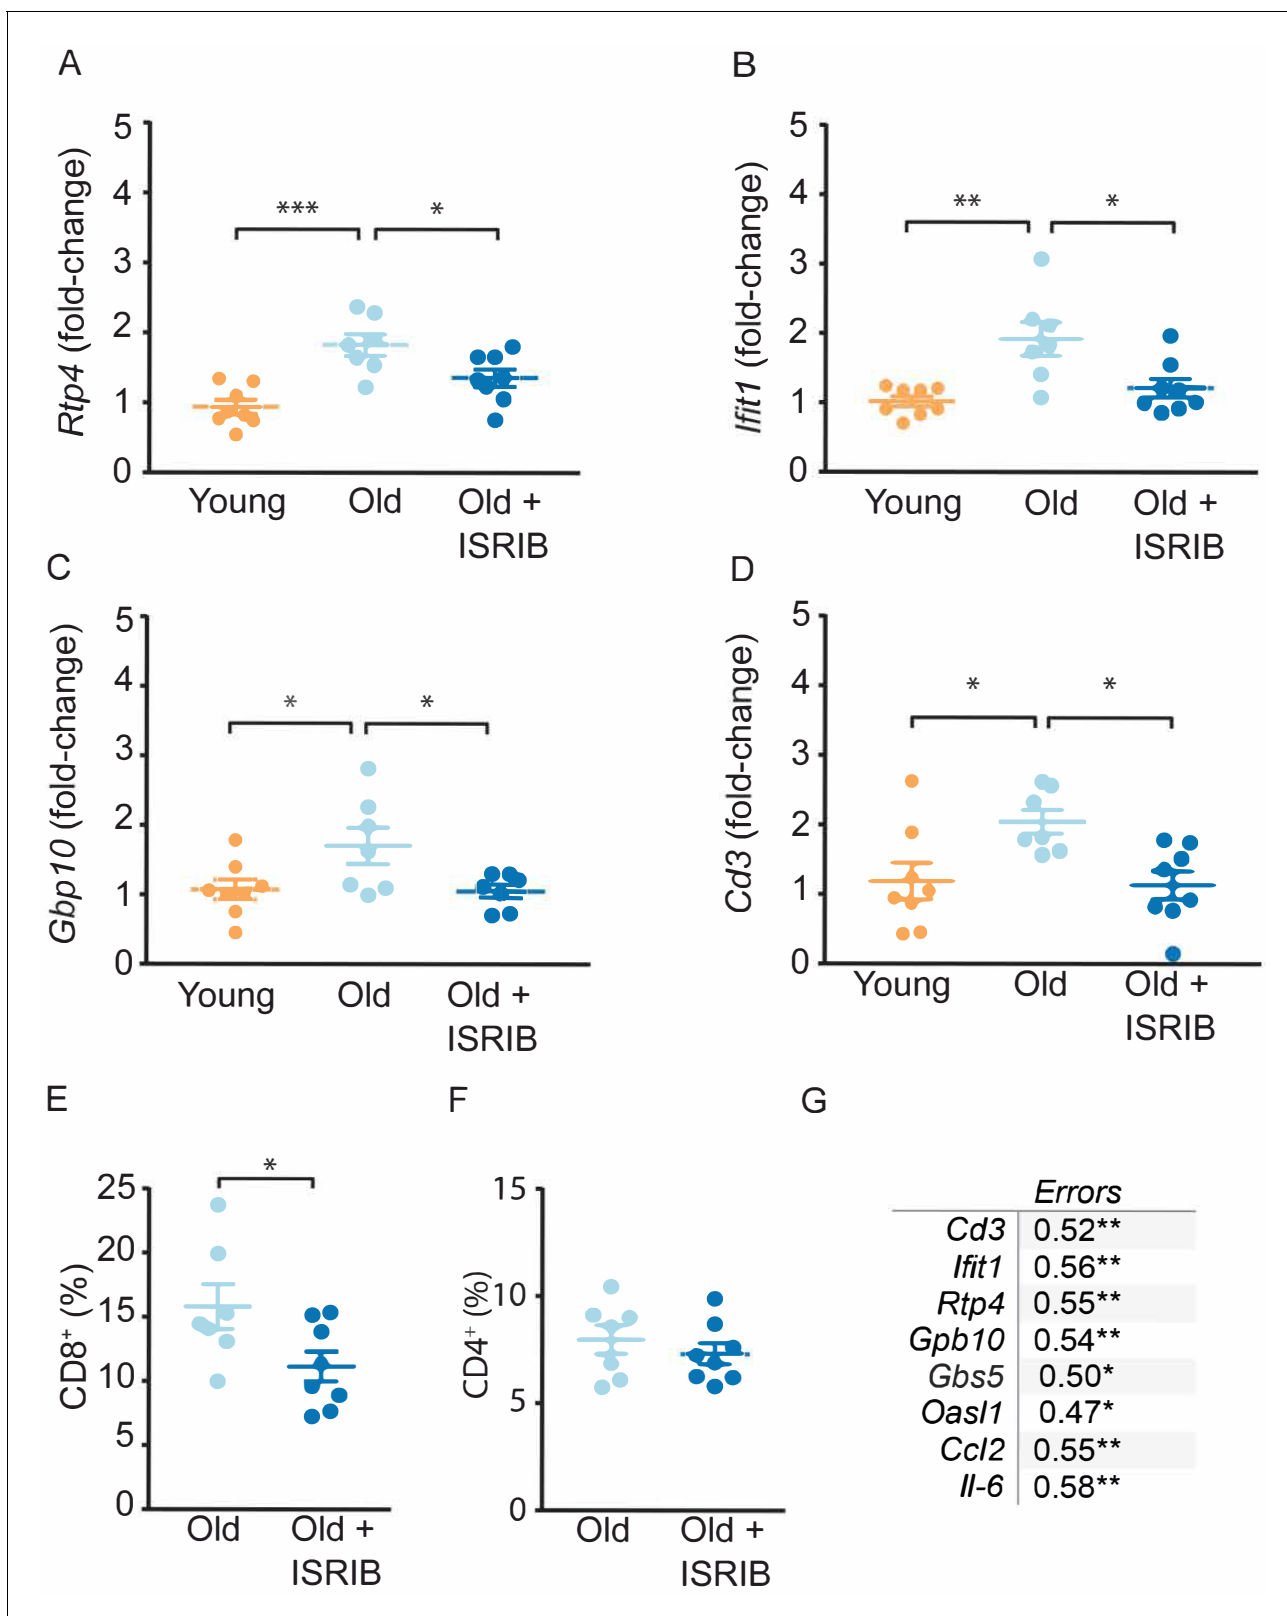 A
Rtp4 (fold-change)
5
4
3
2
1
0
***
*
Young
Old
Old +
ISRIB
B
Ifit1 (fold-change)
5
4
3
2
1
0
**
*
Young
Old
Old +
ISRIB
C
Gbp10 (fold-change)
5
4
3
2
1
0
*
*
Young
Old
Old +
ISRIB
D
Cd3 (fold-change)
5
4
3
2
1
0
*
*
Young
Old
Old +
ISRIB
E
CD8⁺ (%)
25
20
15
10
5
0
*
Old
Old +
ISRIB
F
CD4⁺ (%)
15
10
5
0
Old
Old +
ISRIB
G
Errors
Cd3 0.52**
Ifit1 0.56**
Rtp4 0.55**
Gpb10 0.54**
Gbs5 0.50*
Oasl1 0.47*
Ccl2 0.55**
Il-6 0.58**